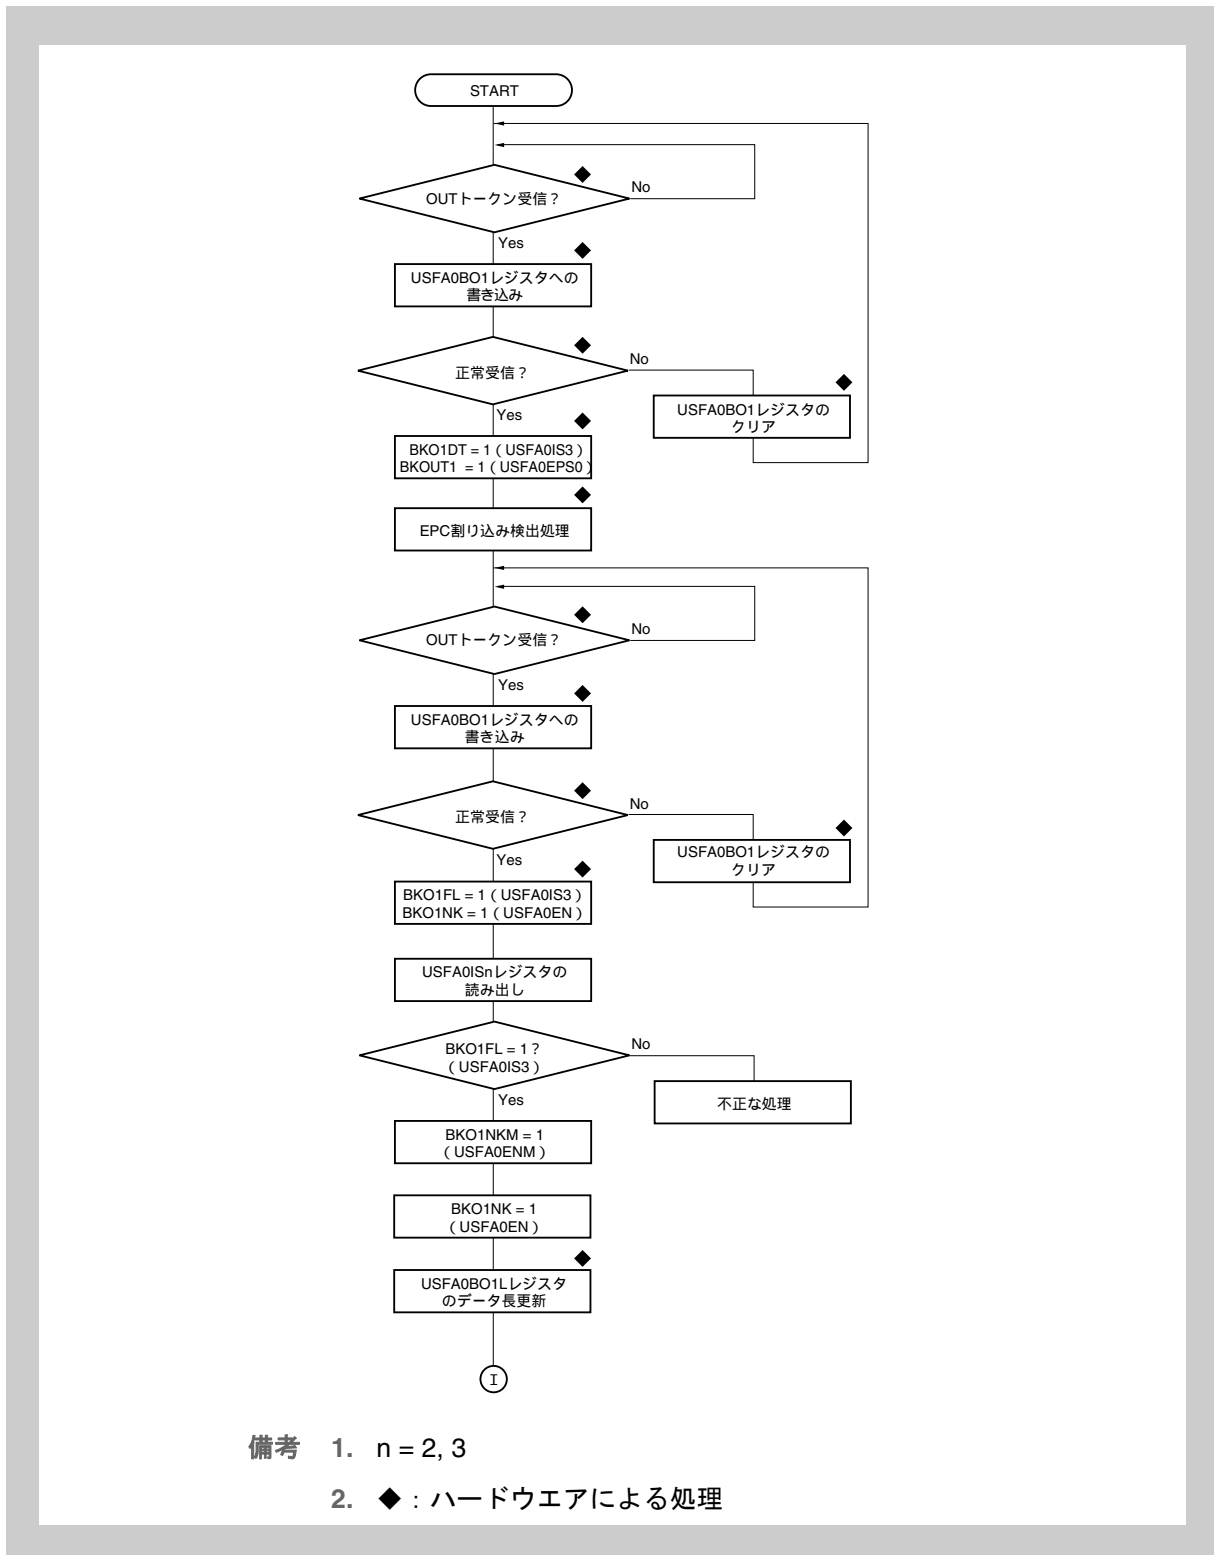 START
OUTトークン受信？
No
Yes
USFA0BO1レジスタへの
書き込み
正常受信？
No
Yes
USFA0BO1レジスタの
クリア
BKO1DT = 1 ( USFA0IS3 )
BKOUT1 = 1 ( USFA0EPS0 )
EPC割り込み検出処理
OUTトークン受信？
No
Yes
USFA0BO1レジスタへの
書き込み
正常受信？
No
Yes
USFA0BO1レジスタの
クリア
BKO1FL = 1 ( USFA0IS3 )
BKO1NK = 1 ( USFA0EN )
USFA0ISnレジスタの
読み出し
BKO1FL = 1？
( USFA0IS3 )
No
Yes
不正な処理
BKO1NKM = 1
( USFA0ENM )
BKO1NK = 1
( USFA0EN )
USFA0BO1Lレジスタ
のデータ長更新
I
備考 1. n = 2, 3
2. ◆：ハードウエアによる処理